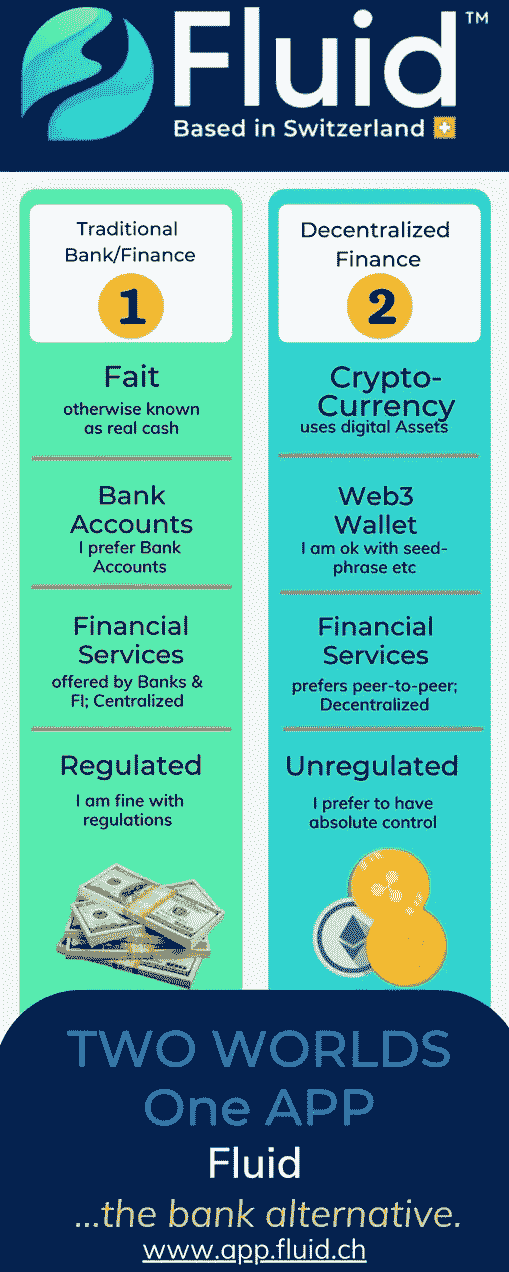 Fluid™
Based in Switzerland
Traditional
Bank/Finance
1
Fait
otherwise known
as real cash
Bank
Accounts
I prefer Bank
Accounts
Financial
Services
offered by Banks &
FI; Centralized
Regulated
I am fine with
regulations
Decentralized
Finance
2
Crypto-
Currency
uses digital Assets
Web3
Wallet
I am ok with seed-
phrase etc
Financial
Services
prefers peer-to-peer;
Decentralized
Unregulated
I prefer to have
absolute control
TWO WORLDS
One APP
Fluid
...the bank alternative.
www.app.fluid.ch